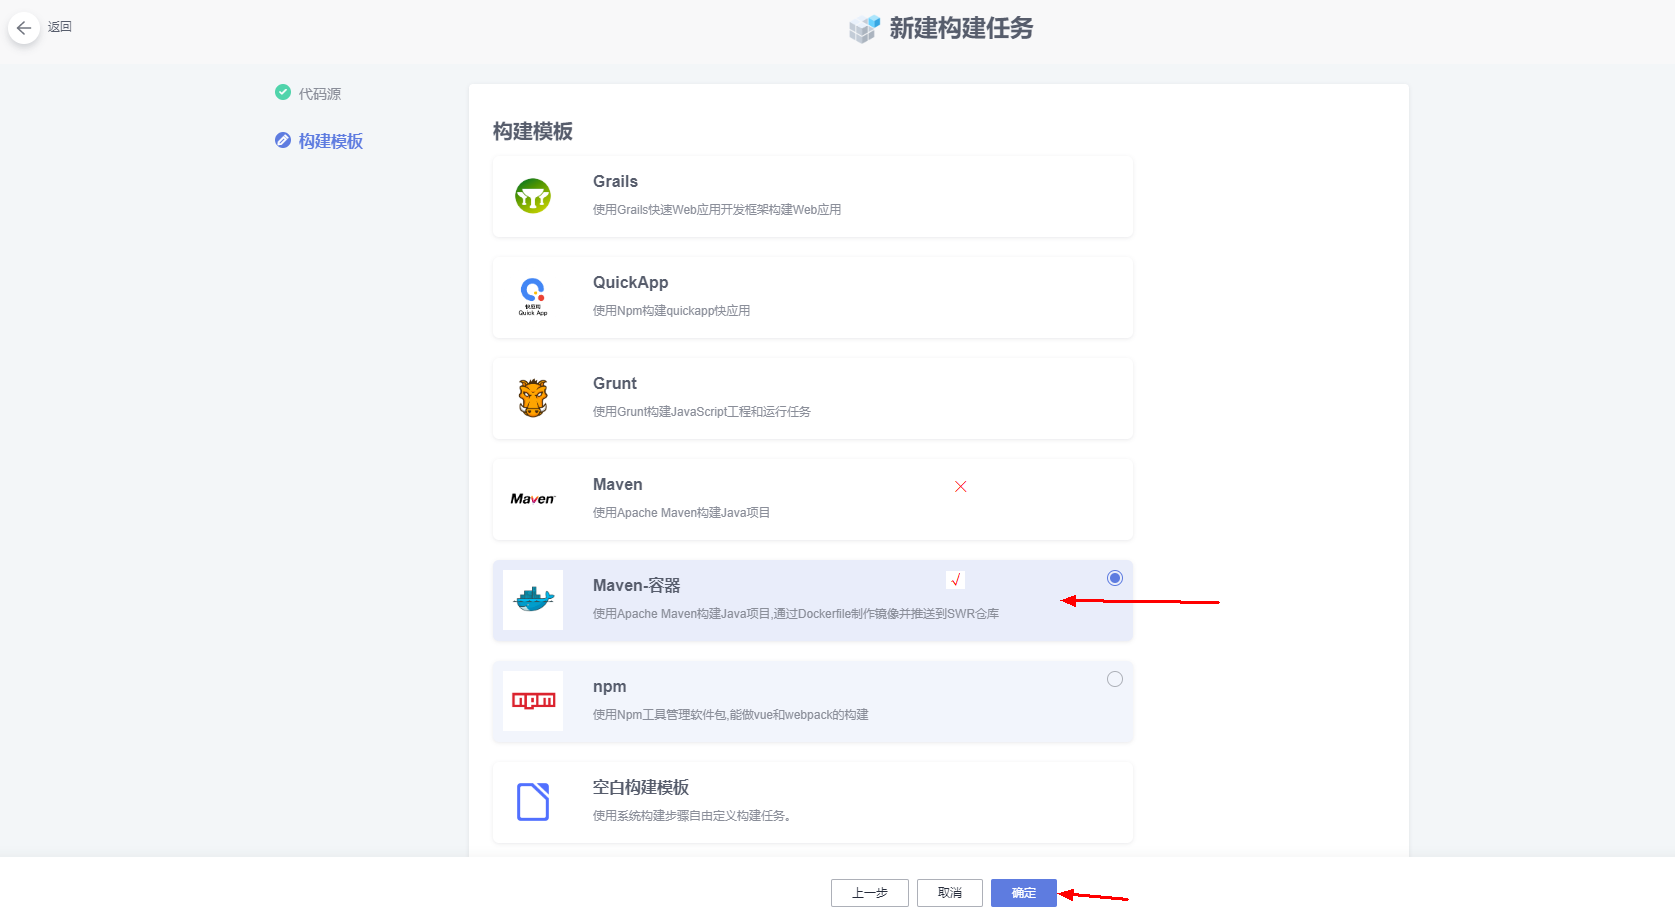 返回
新建构建任务
代码源
构建模板
构建模板
Grails
使用Grails快速Web应用开发框架构建Web应用
快应用
Quick App
QuickApp
使用Npm构建quickapp快应用
Grunt
使用Grunt构建JavaScript工程和运行任务
Maven
Maven
使用Apache Maven构建Java项目
Maven-容器
√
使用Apache Maven构建Java项目,通过Dockerfile制作镜像并推送到SWR仓库
npm
npm
使用Npm工具管理软件包,能做vue和webpack的构建
空白构建模板
使用系统构建步骤自由定义构建任务。
上一步
取消
确定